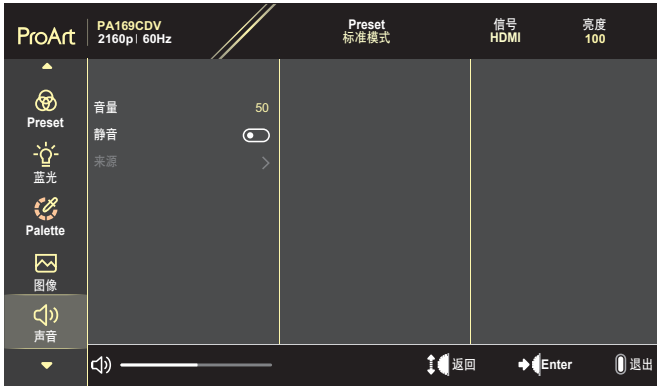 ProArt
PA169CDV
2160p | 60Hz
Preset
标准模式
信号
HDMI
亮度
100
Preset
蓝光
Palette
图像
声音
音量 50
静音
来源
返回
Enter
退出